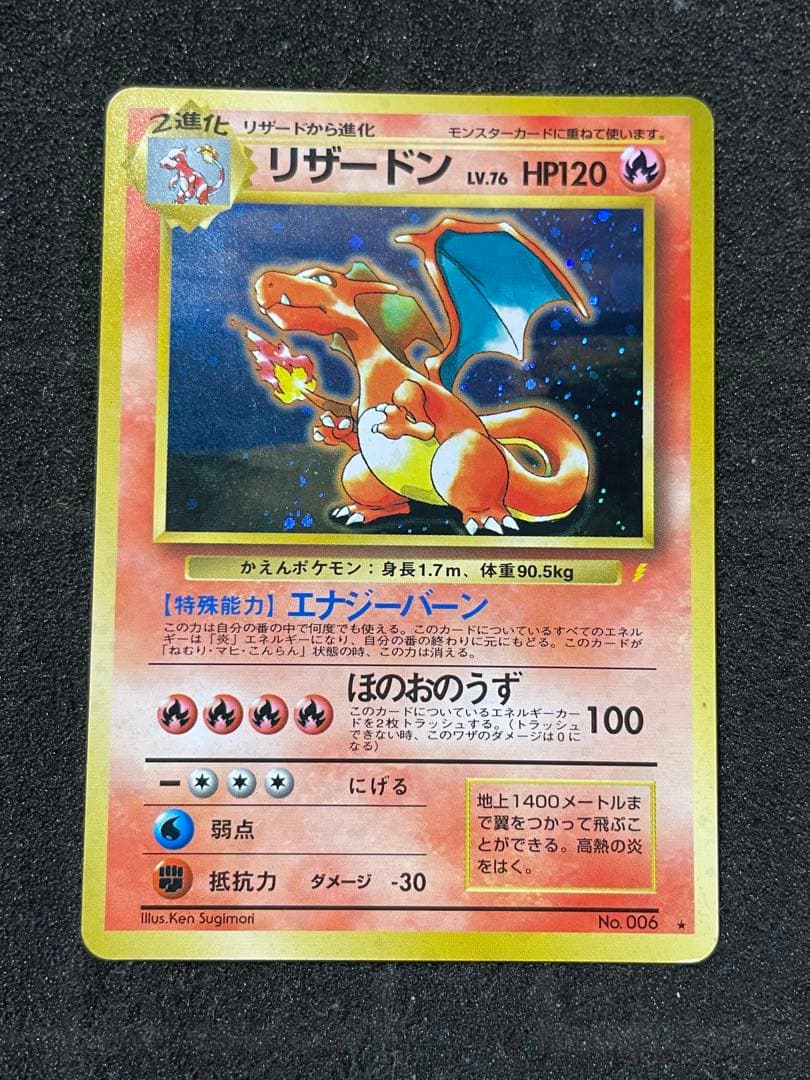 2進化
リザードから進化
モンスターカードに重ねて使います。
リザードン LV.76 HP120
かえんポケモン：身長1.7m、体重90.5kg
【特殊能力】エナジーバーン
この力は自分の番の中で何度でも使える。このカードについているすべてのエネル
ギーは「炎」エネルギーになり、自分の番の終わりに元にもどる。このカードが
「ねむり・マヒ・こんらん」状態の時、この力は消える。
ほのおのうず
このカードについているエネルギーカー
ドを2枚トラッシュする。（トラッシュ
できない時、このワザのダメージは0に
なる）
100
ー にげる
弱点
抵抗力 ダメージ -30
地上1400メートルま
で翼をつかって飛ぶこ
とができる。高熱の炎
をはく。
Illus.Ken Sugimori
No. 006 ★